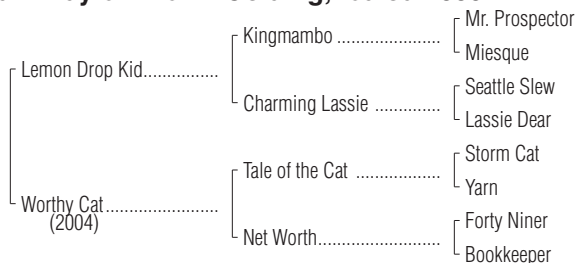 Mr. Prospector
Kingmambo ..................
Miesque
Lemon Drop Kid...............
Seattle Slew
Charming Lassie ..............
Lassie Dear
Storm Cat
Tale of the Cat ..................
Yarn
Worthy Cat.......................
(2004)
Forty Niner
Net Worth.........................
Bookkeeper